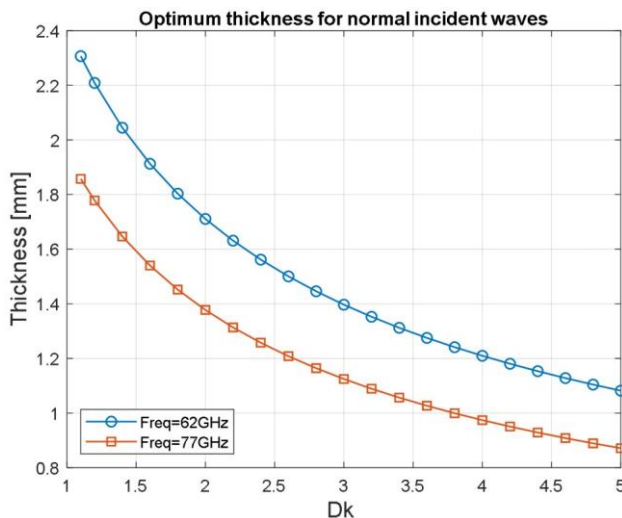 Optimum thickness for normal incident waves
2.4
2.2
2
1.8
1.6
1.4
1.2
1
0.8
Thickness [mm]
Freq=62GHz
Freq=77GHz
1 1.5 2 2.5 3 3.5 4 4.5 5
Dk